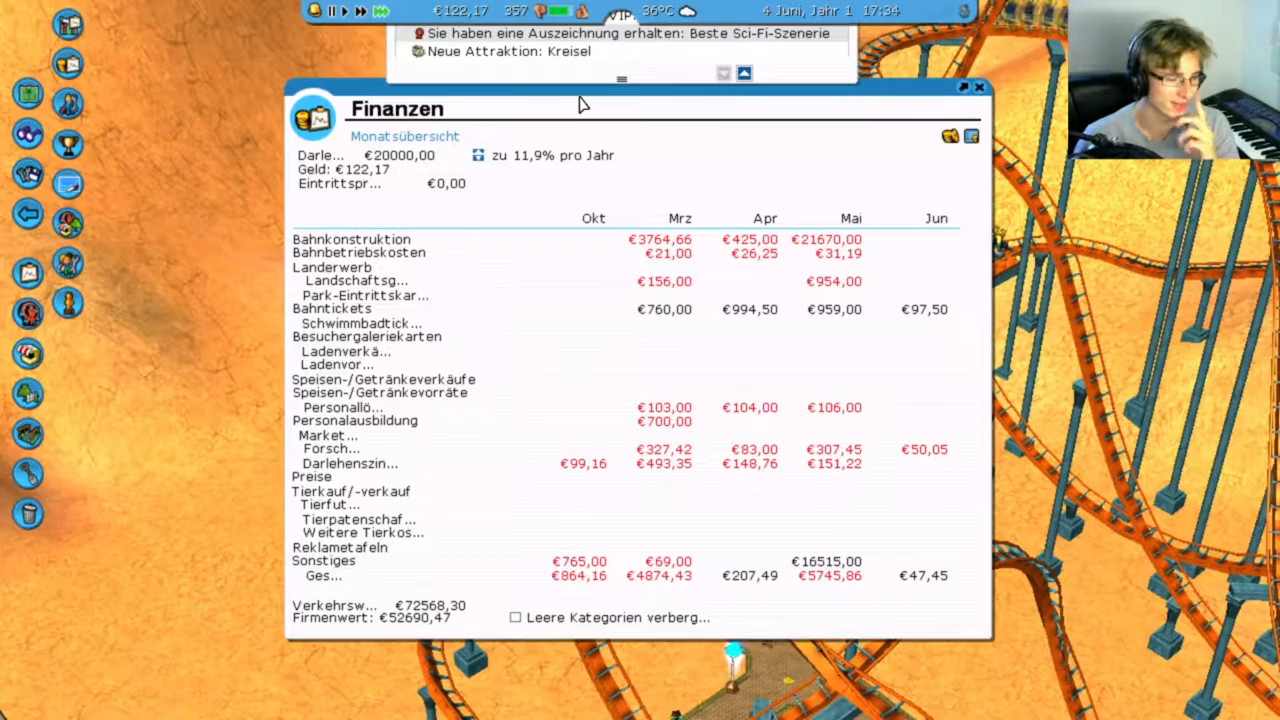 €122,17 357 36°C 4 Juni, Jahr 1 17:34
VIP
Sie haben eine Auszeichnung erhalten: Beste Sci-Fi-Szenerie
Neue Attraktion: Kreisel
Finanzen
Monatsübersicht
Darle... €20000,00 zu 11,9% pro Jahr
Geld: €122,17
Eintrittspr... €0,00
Okt Mrz Apr Mai Jun
Bahnkonstruktion €3764,66 €425,00 €21670,00
Bahnbetriebskosten €21,00 €26,25 €31,19
Landerwerb
Landschaftsg... €156,00 €954,00
Park-Eintrittskar...
Bahntickets €760,00 €994,50 €959,00 €97,50
Schwimmbadtick...
Besuchergaleriekarten
Ladenverkä...
Ladenvor...
Speisen-/Getränkeverkäufe
Speisen-/Getränkevorräte
Personallö... €103,00 €104,00 €106,00
Personalausbildung €700,00
Market...
Forsch... €327,42 €83,00 €307,45 €50,05
Darlehenszin... €99,16 €493,35 €148,76 €151,22
Preise
Tierkauf/-verkauf
Tierfut...
Tierpatenschaf...
Weitere Tierkos...
Reklametafeln
Sonstiges €765,00 €69,00 €16515,00
Ges... €864,16 €4874,43 €207,49 €5745,86 €47,45
Verkehrsw... €72568,30
Firmenwert: €52690,47 Leere Kategorien verberg...